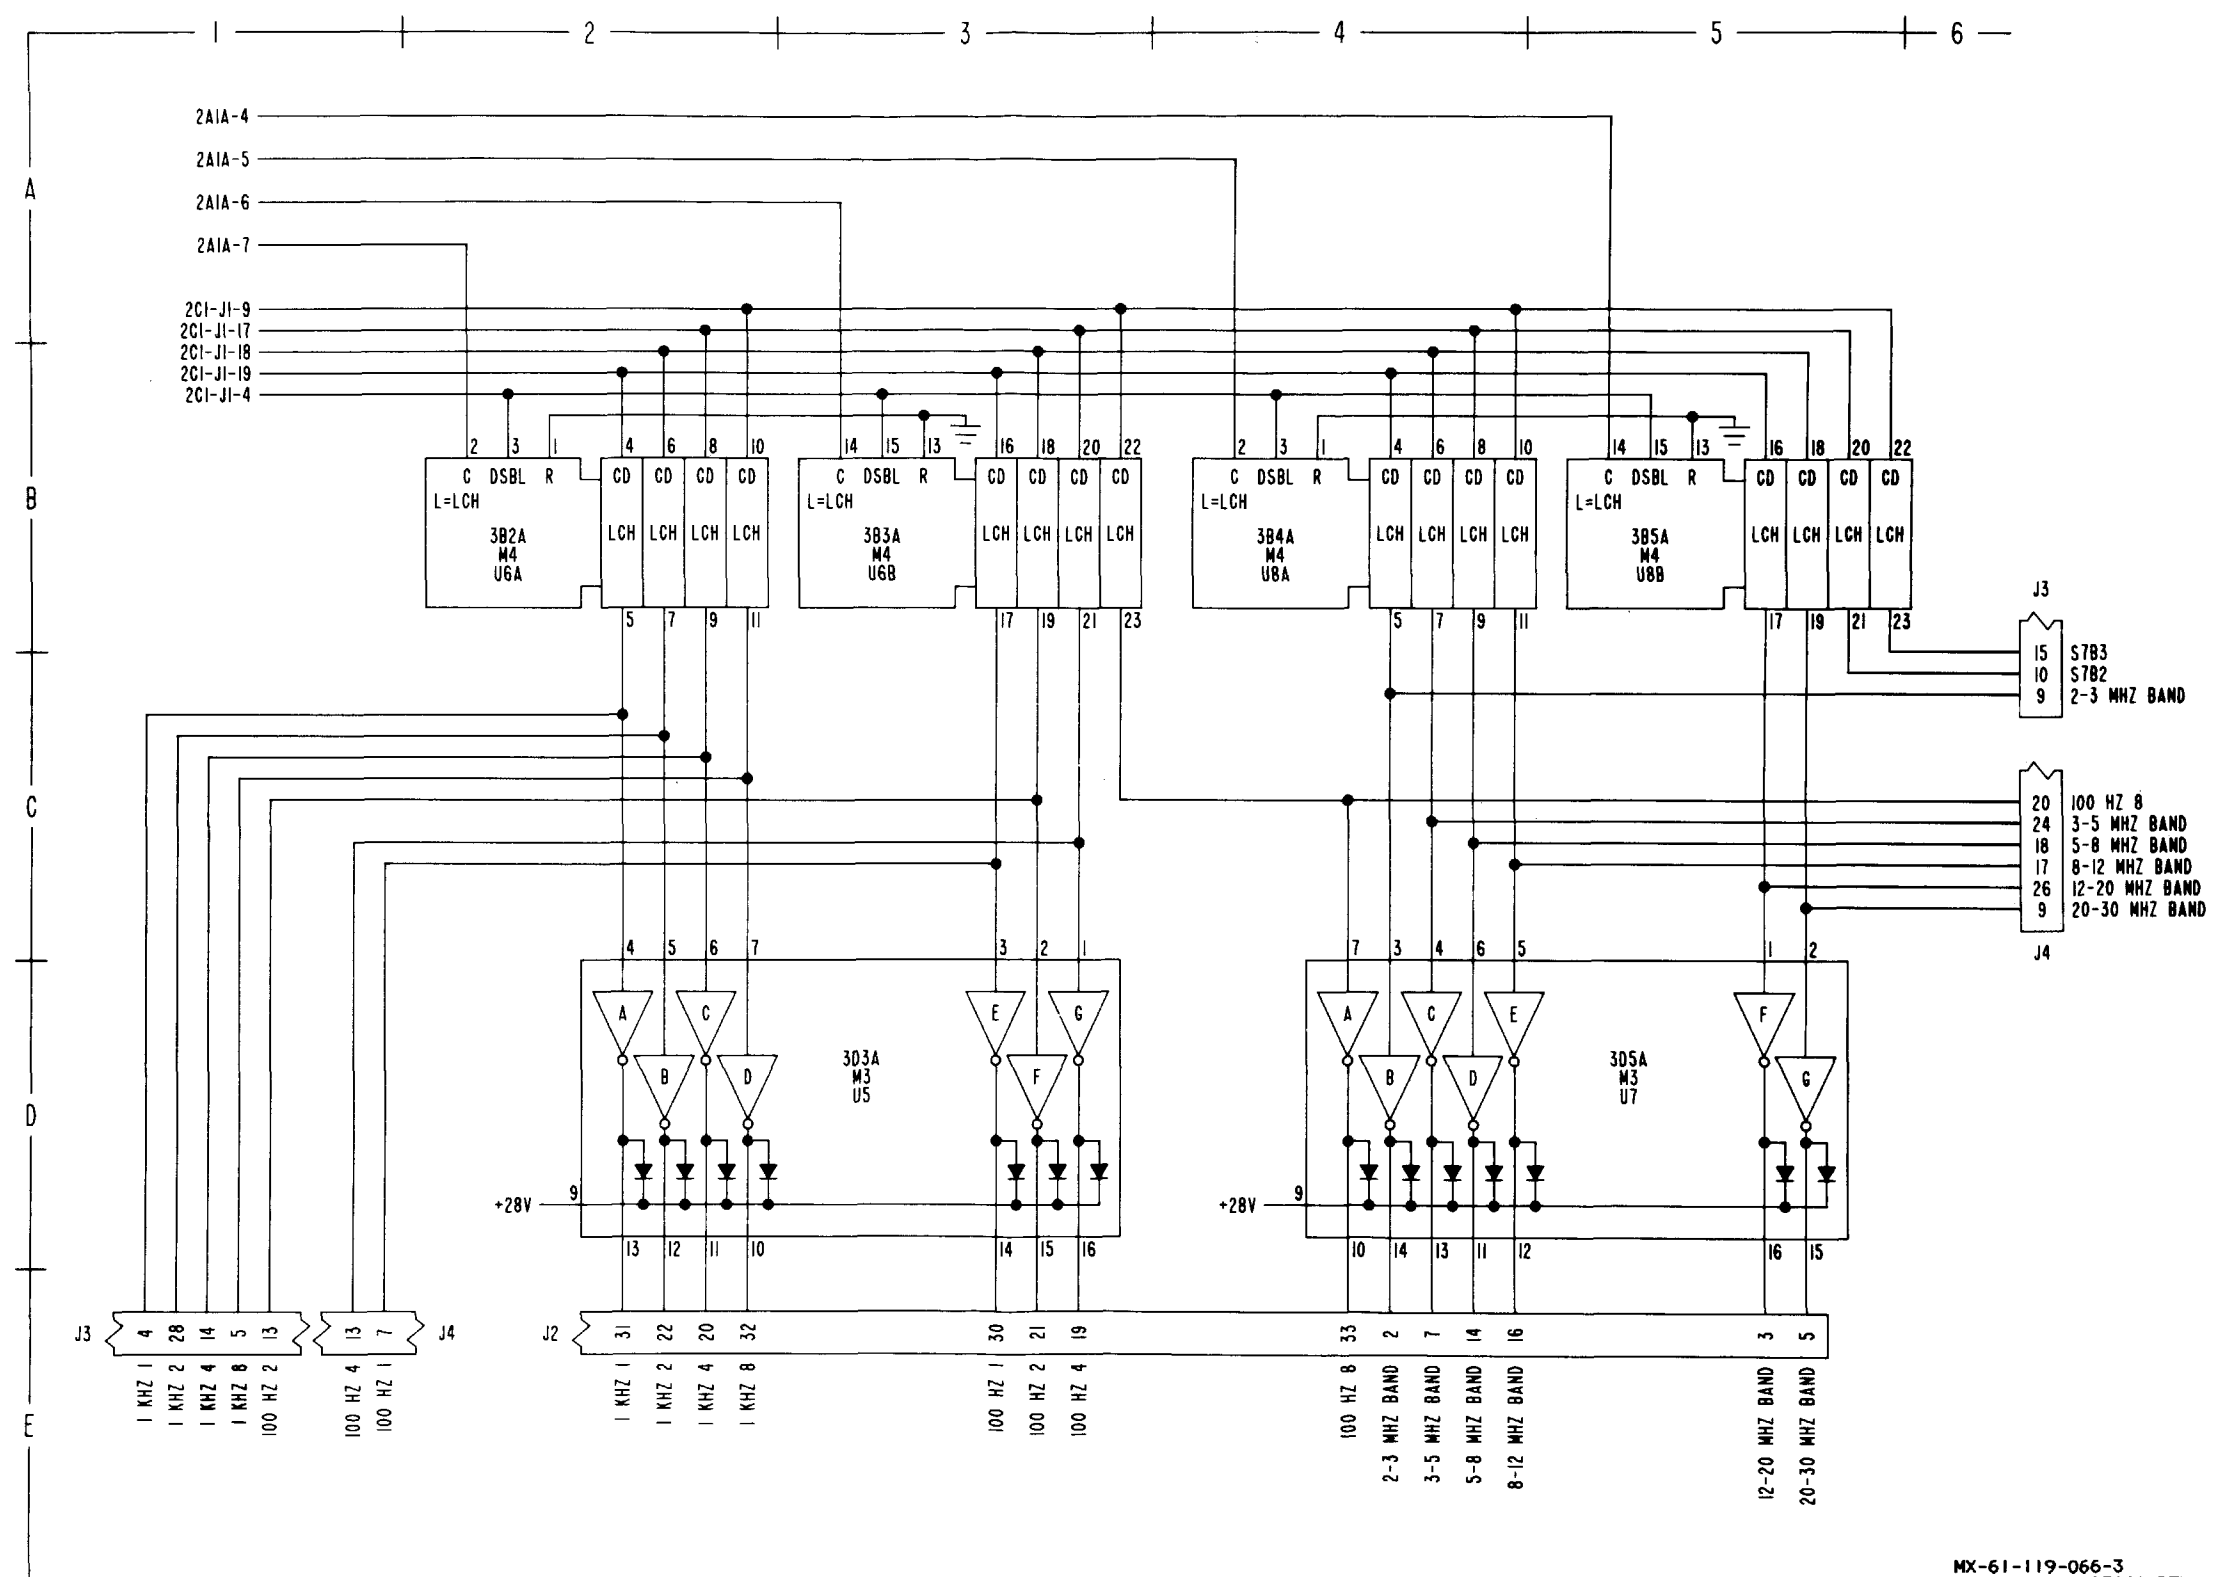 1 2 3 4 5 6
2A1A-4
2A1A-5
A
2A1A-6
2A1A-7
2C1-J1-9
2C1-J1-17
2C1-J1-18
2C1-J1-19
2C1-J1-4
2 3 1 4 6 8 10 14 15 13 16 18 20 22 2 3 1 4 6 8 10 14 15 13 16 18 20 22
C DSBL R CD CD CD CD C DSBL R CD CD CD CD C DSBL R CD CD CD CD C DSBL R CD CD CD CD
B
L=LCH L=LCH L=LCH L=LCH
LCH LCH LCH LCH LCH LCH LCH LCH LCH LCH LCH LCH LCH LCH LCH LCH
3B2A 3B3A 3B4A 3B5A
M4 M4 M4 M4
U6A U6B U8A U8B
5 7 9 11 17 19 21 23 5 7 9 11 17 19 21 23
J3
15 S7B3
10 S7B2
9 2-3 MHZ BAND
C
20 100 HZ 8
24 3-5 MHZ BAND
18 5-8 MHZ BAND
17 8-12 MHZ BAND
26 12-20 MHZ BAND
9 20-30 MHZ BAND
J4
4 5 6 7 3 2 1 7 3 4 6 5 1 2
A C E G A C E F
B D F B D G
3D3A 3D5A
M3 M3
U5 U7
D
+28V 9 +28V 9
13 12 11 10 14 15 16 10 14 13 11 12 16 15
J3 4 28 14 5 13 13 7 J4
J2 31 22 20 32 30 21 19 33 2 7 14 16 3 5
1 KHZ 1
1 KHZ 2
1 KHZ 4
1 KHZ 8
100 HZ 2
100 HZ 4
100 HZ 1
1 KHZ 1
1 KHZ 2
1 KHZ 4
1 KHZ 8
100 HZ 1
100 HZ 2
100 HZ 4
100 HZ 8
2-3 MHZ BAND
3-5 MHZ BAND
5-8 MHZ BAND
8-12 MHZ BAND
12-20 MHZ BAND
20-30 MHZ BAND
E
MX-61-119-066-3